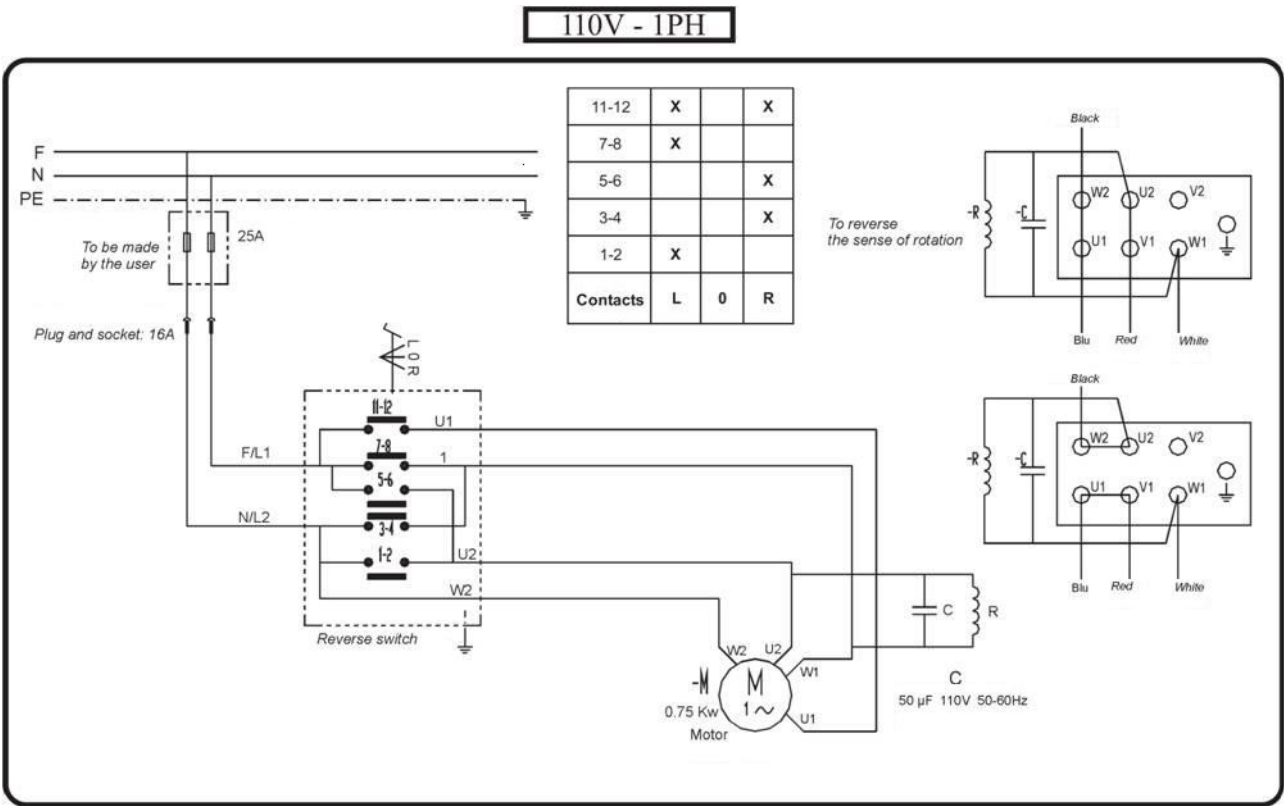 110V - 1PH
F
N
PE
To be made
by the user
25A
Plug and socket: 16A
11-12 X X
7-8 X
5-6 X
3-4 X
1-2 X
Contacts L 0 R
L O R
11-12
7-8
5-6
3-4
1-2
F/L1
N/L2
U1
1
U2
W2
Reverse switch
W2
U2
W1
U1
-M
M
1~
0.75 Kw
Motor
C
R
C
50 µF 110V 50-60Hz
To reverse
the sense of rotation
Black
-R
-C
W2 U2 V2
U1 V1 W1
Blu Red White
Black
-R
-C
W2 U2 V2
U1 V1 W1
Blu Red White